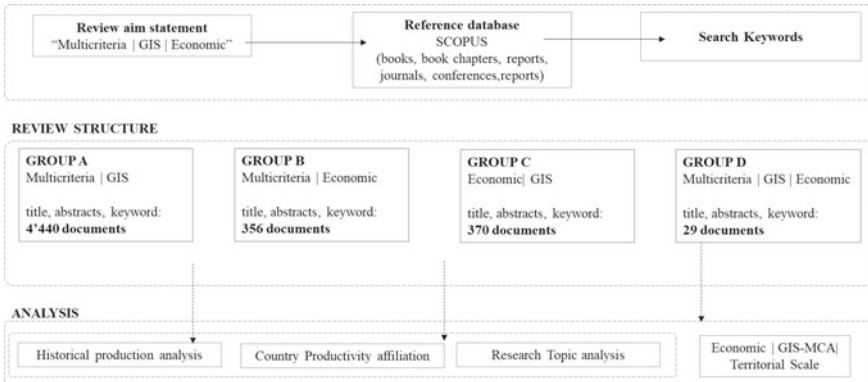 Review aim statement
“Multicriteria | GIS | Economic”
Reference database
SCOPUS
(books, book chapters, reports,
journals, conferences,reports)
Search Keywords
REVIEW STRUCTURE
GROUP A
Multicriteria | GIS
title, abstracts, keyword:
4’440 documents
GROUP B
Multicriteria | Economic
title, abstracts, keyword:
356 documents
GROUP C
Economic| GIS
title, abstracts, keyword:
370 documents
GROUP D
Multicriteria | GIS | Economic
title, abstracts, keyword:
29 documents
ANALYSIS
Historical production analysis
Country Productivity affiliation
Research Topic analysis
Economic | GIS-MCA|
Territorial Scale